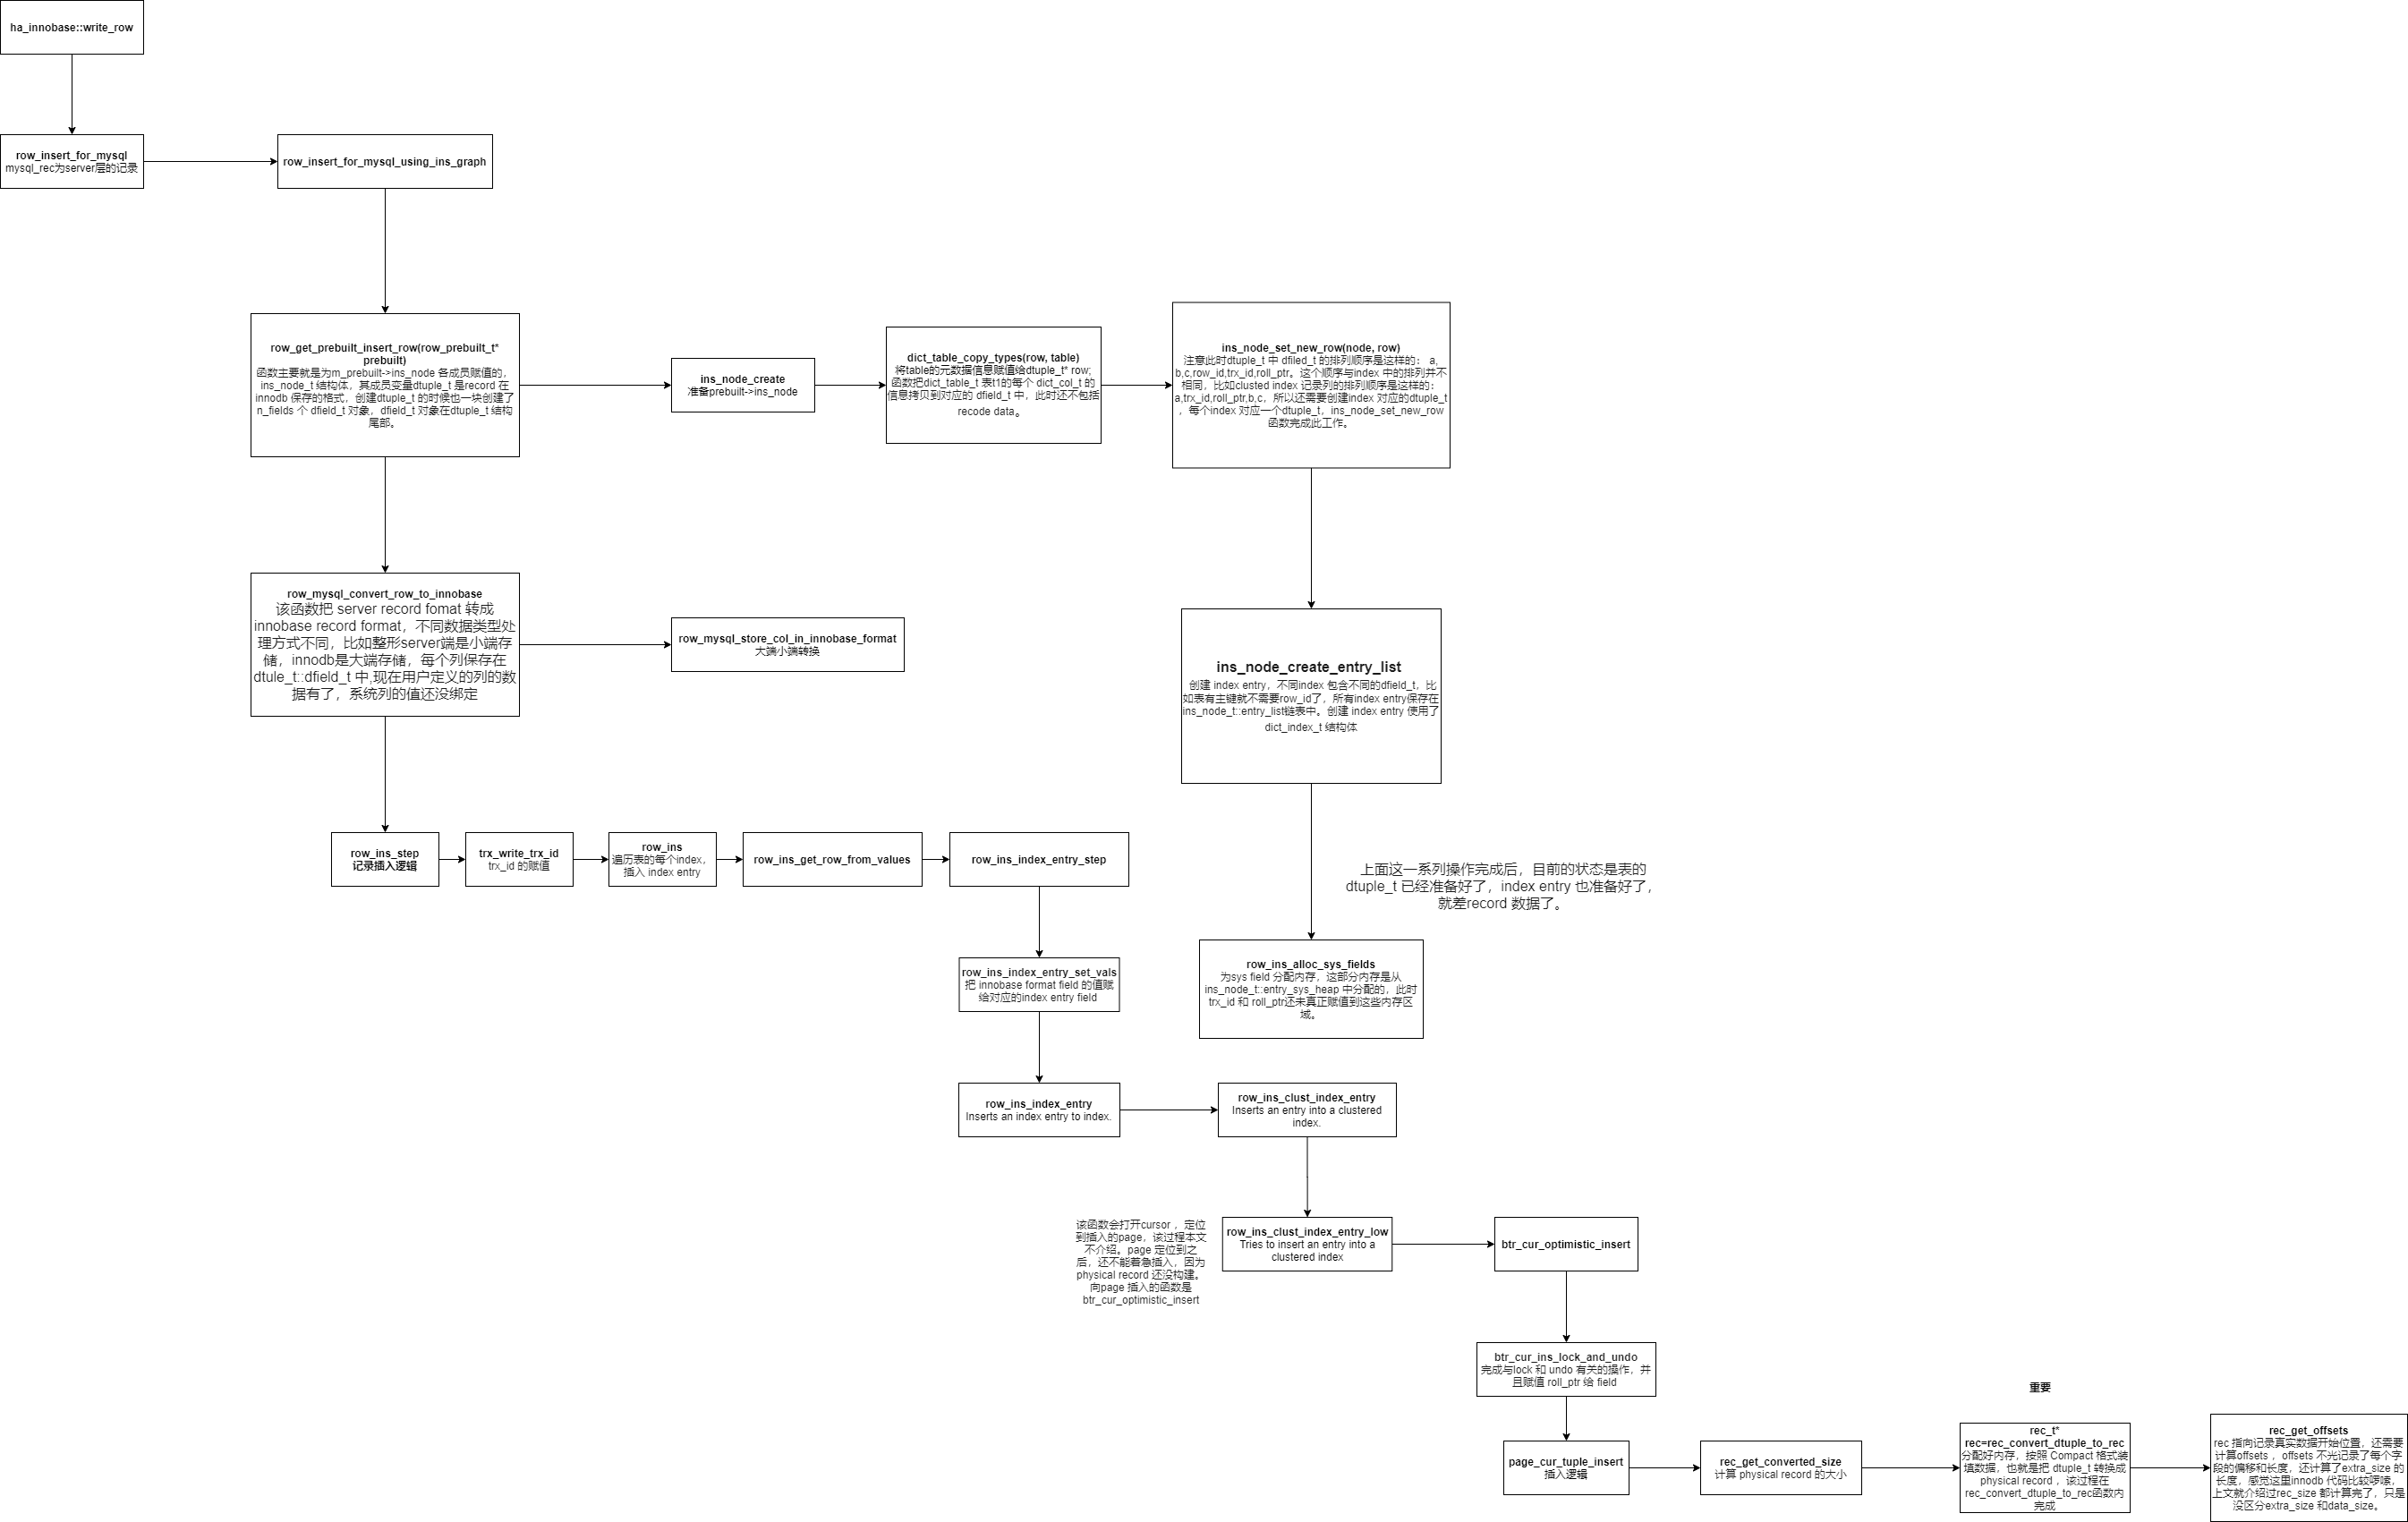 ha_innobase::write_row
row_insert_for_mysql
mysql_rec为server层的记录
row_insert_for_mysql_using_ins_graph
row_get_prebuilt_insert_row(row_prebuilt_t*
prebuilt)
函数主要就是为m_prebuilt->ins_node 各成员赋值的，
ins_node_t 结构体，其成员变量dtuple_t 是record 在
innodb 保存的格式，创建dtuple_t 的时候也一块创建了
n_fields 个 dfield_t 对象，dfield_t 对象在dtuple_t 结构
尾部。
ins_node_create
准备prebuilt->ins_node
dict_table_copy_types(row, table)
将table的元数据信息赋值给dtuple_t* row;
函数把dict_table_t 表t1的每个 dict_col_t 的
信息拷贝到对应的 dfield_t 中，此时还不包括
recode data。
ins_node_set_new_row(node, row)
注意此时dtuple_t 中 dfiled_t 的排列顺序是这样的： a,
b,c,row_id,trx_id,roll_ptr。这个顺序与index 中的排列并不
相同，比如clusted index 记录列的排列顺序是这样的：
a,trx_id,roll_ptr,b,c，所以还需要创建index 对应的dtuple_t
，每个index 对应一个dtuple_t，ins_node_set_new_row
函数完成此工作。
row_mysql_convert_row_to_innobase
该函数把 server record fomat 转成
innobase record format，不同数据类型处
理方式不同，比如整形server端是小端存
储，innodb是大端存储，每个列保存在
dtule_t::dfield_t 中,现在用户定义的列的数
据有了，系统列的值还没绑定
row_mysql_store_col_in_innobase_format
大端小端转换
ins_node_create_entry_list
创建 index entry，不同index 包含不同的dfield_t，比
如表有主键就不需要row_id了，所有index entry保存在
ins_node_t::entry_list链表中。创建 index entry 使用了
dict_index_t 结构体
row_ins_step
记录插入逻辑
trx_write_trx_id
trx_id 的赋值
row_ins
遍历表的每个index，
插入 index entry
row_ins_get_row_from_values
row_ins_index_entry_step
上面这一系列操作完成后，目前的状态是表的
dtuple_t 已经准备好了，index entry 也准备好了，
就差record 数据了。
row_ins_index_entry_set_vals
把 innobase format field 的值赋
给对应的index entry field
row_ins_alloc_sys_fields
为sys field 分配内存，这部分内存是从
ins_node_t::entry_sys_heap 中分配的，此时
trx_id 和 roll_ptr还未真正赋值到这些内存区
域。
row_ins_index_entry
Inserts an index entry to index.
row_ins_clust_index_entry
Inserts an entry into a clustered
index.
该函数会打开cursor ，定位
到插入的page，该过程本文
不介绍。page 定位到之
后，还不能着急插入，因为
physical record 还没构建。
向page 插入的函数是
btr_cur_optimistic_insert
row_ins_clust_index_entry_low
Tries to insert an entry into a
clustered index
btr_cur_optimistic_insert
btr_cur_ins_lock_and_undo
完成与lock 和 undo 有关的操作，并
且赋值 roll_ptr 给 field
重要
page_cur_tuple_insert
插入逻辑
rec_get_converted_size
计算 physical record 的大小
rec_t*
rec=rec_convert_dtuple_to_rec
分配好内存，按照 Compact 格式装
填数据，也就是把 dtuple_t 转换成
physical record ，该过程在
rec_convert_dtuple_to_rec函数内
完成
rec_get_offsets
rec 指向记录真实数据开始位置，还需要
计算offsets ，offsets 不光记录了每个字
段的偏移和长度，还计算了extra_size 的
长度，感觉这里innodb 代码比较啰嗦，
上文就介绍过rec_size 都计算完了，只是
没区分extra_size 和data_size。